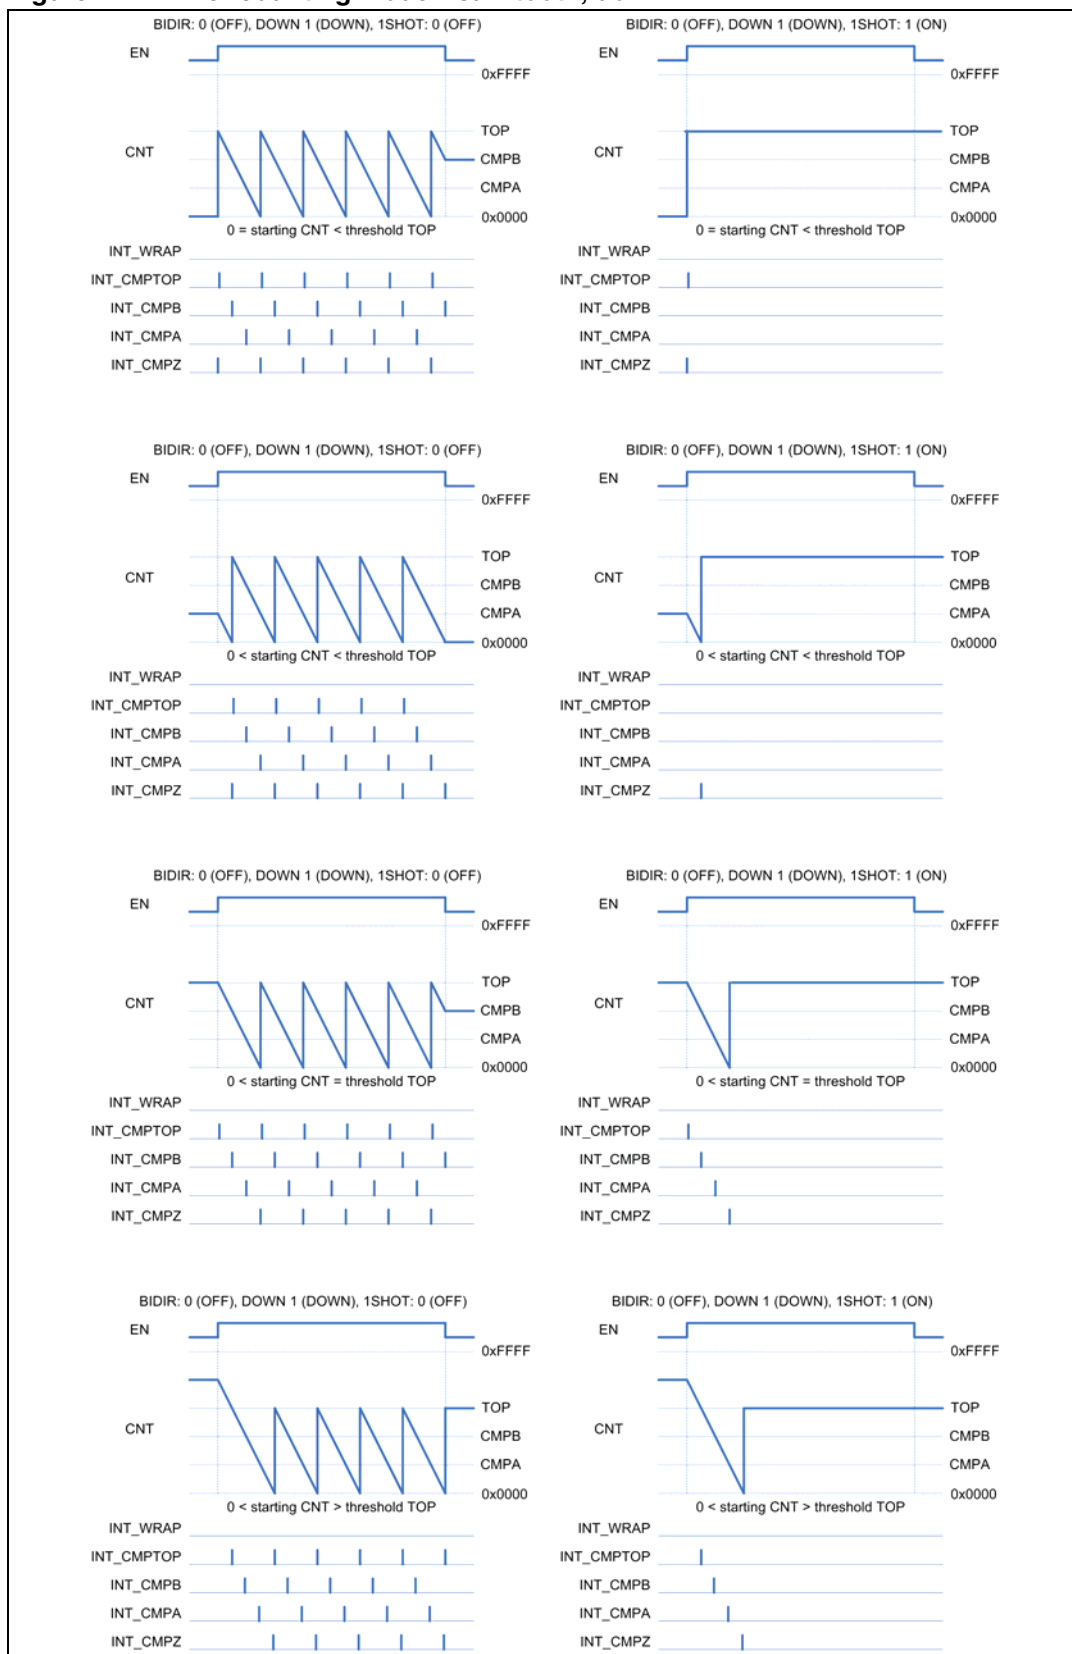 BIDIR: 0 (OFF), DOWN 1 (DOWN), 1SHOT: 0 (OFF)
EN
0xFFFF
TOP
CNT
CMPB
CMPA
0x0000
0 = starting CNT < threshold TOP
INT_WRAP
INT_CMPTOP
INT_CMPB
INT_CMPA
INT_CMPZ
BIDIR: 0 (OFF), DOWN 1 (DOWN), 1SHOT: 1 (ON)
EN
0xFFFF
TOP
CNT
CMPB
CMPA
0x0000
0 = starting CNT < threshold TOP
INT_WRAP
INT_CMPTOP
INT_CMPB
INT_CMPA
INT_CMPZ
BIDIR: 0 (OFF), DOWN 1 (DOWN), 1SHOT: 0 (OFF)
EN
0xFFFF
TOP
CNT
CMPB
CMPA
0x0000
0 < starting CNT < threshold TOP
INT_WRAP
INT_CMPTOP
INT_CMPB
INT_CMPA
INT_CMPZ
BIDIR: 0 (OFF), DOWN 1 (DOWN), 1SHOT: 1 (ON)
EN
0xFFFF
TOP
CNT
CMPB
CMPA
0x0000
0 < starting CNT < threshold TOP
INT_WRAP
INT_CMPTOP
INT_CMPB
INT_CMPA
INT_CMPZ
BIDIR: 0 (OFF), DOWN 1 (DOWN), 1SHOT: 0 (OFF)
EN
0xFFFF
TOP
CNT
CMPB
CMPA
0x0000
0 < starting CNT = threshold TOP
INT_WRAP
INT_CMPTOP
INT_CMPB
INT_CMPA
INT_CMPZ
BIDIR: 0 (OFF), DOWN 1 (DOWN), 1SHOT: 1 (ON)
EN
0xFFFF
TOP
CNT
CMPB
CMPA
0x0000
0 < starting CNT = threshold TOP
INT_WRAP
INT_CMPTOP
INT_CMPB
INT_CMPA
INT_CMPZ
BIDIR: 0 (OFF), DOWN 1 (DOWN), 1SHOT: 0 (OFF)
EN
0xFFFF
TOP
CNT
CMPB
CMPA
0x0000
0 < starting CNT > threshold TOP
INT_WRAP
INT_CMPTOP
INT_CMPB
INT_CMPA
INT_CMPZ
BIDIR: 0 (OFF), DOWN 1 (DOWN), 1SHOT: 1 (ON)
EN
0xFFFF
TOP
CNT
CMPB
CMPA
0x0000
0 < starting CNT > threshold TOP
INT_WRAP
INT_CMPTOP
INT_CMPB
INT_CMPA
INT_CMPZ